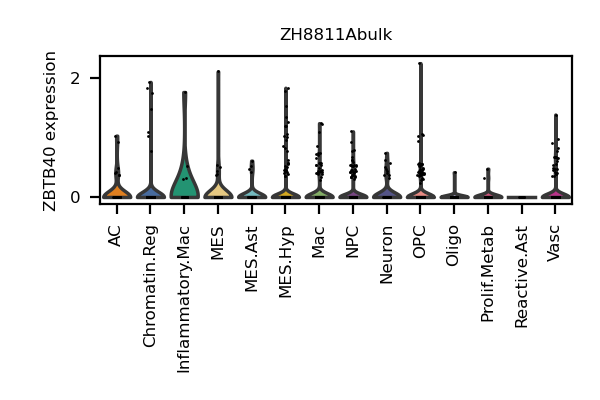 ZH8811Abulk
ZBTB40 expression
2
0
AC
Chromatin.Reg
Inflammatory.Mac
MES
MES.Ast
MES.Hyp
Mac
NPC
Neuron
OPC
Oligo
Prolif.Metab
Reactive.Ast
Vasc